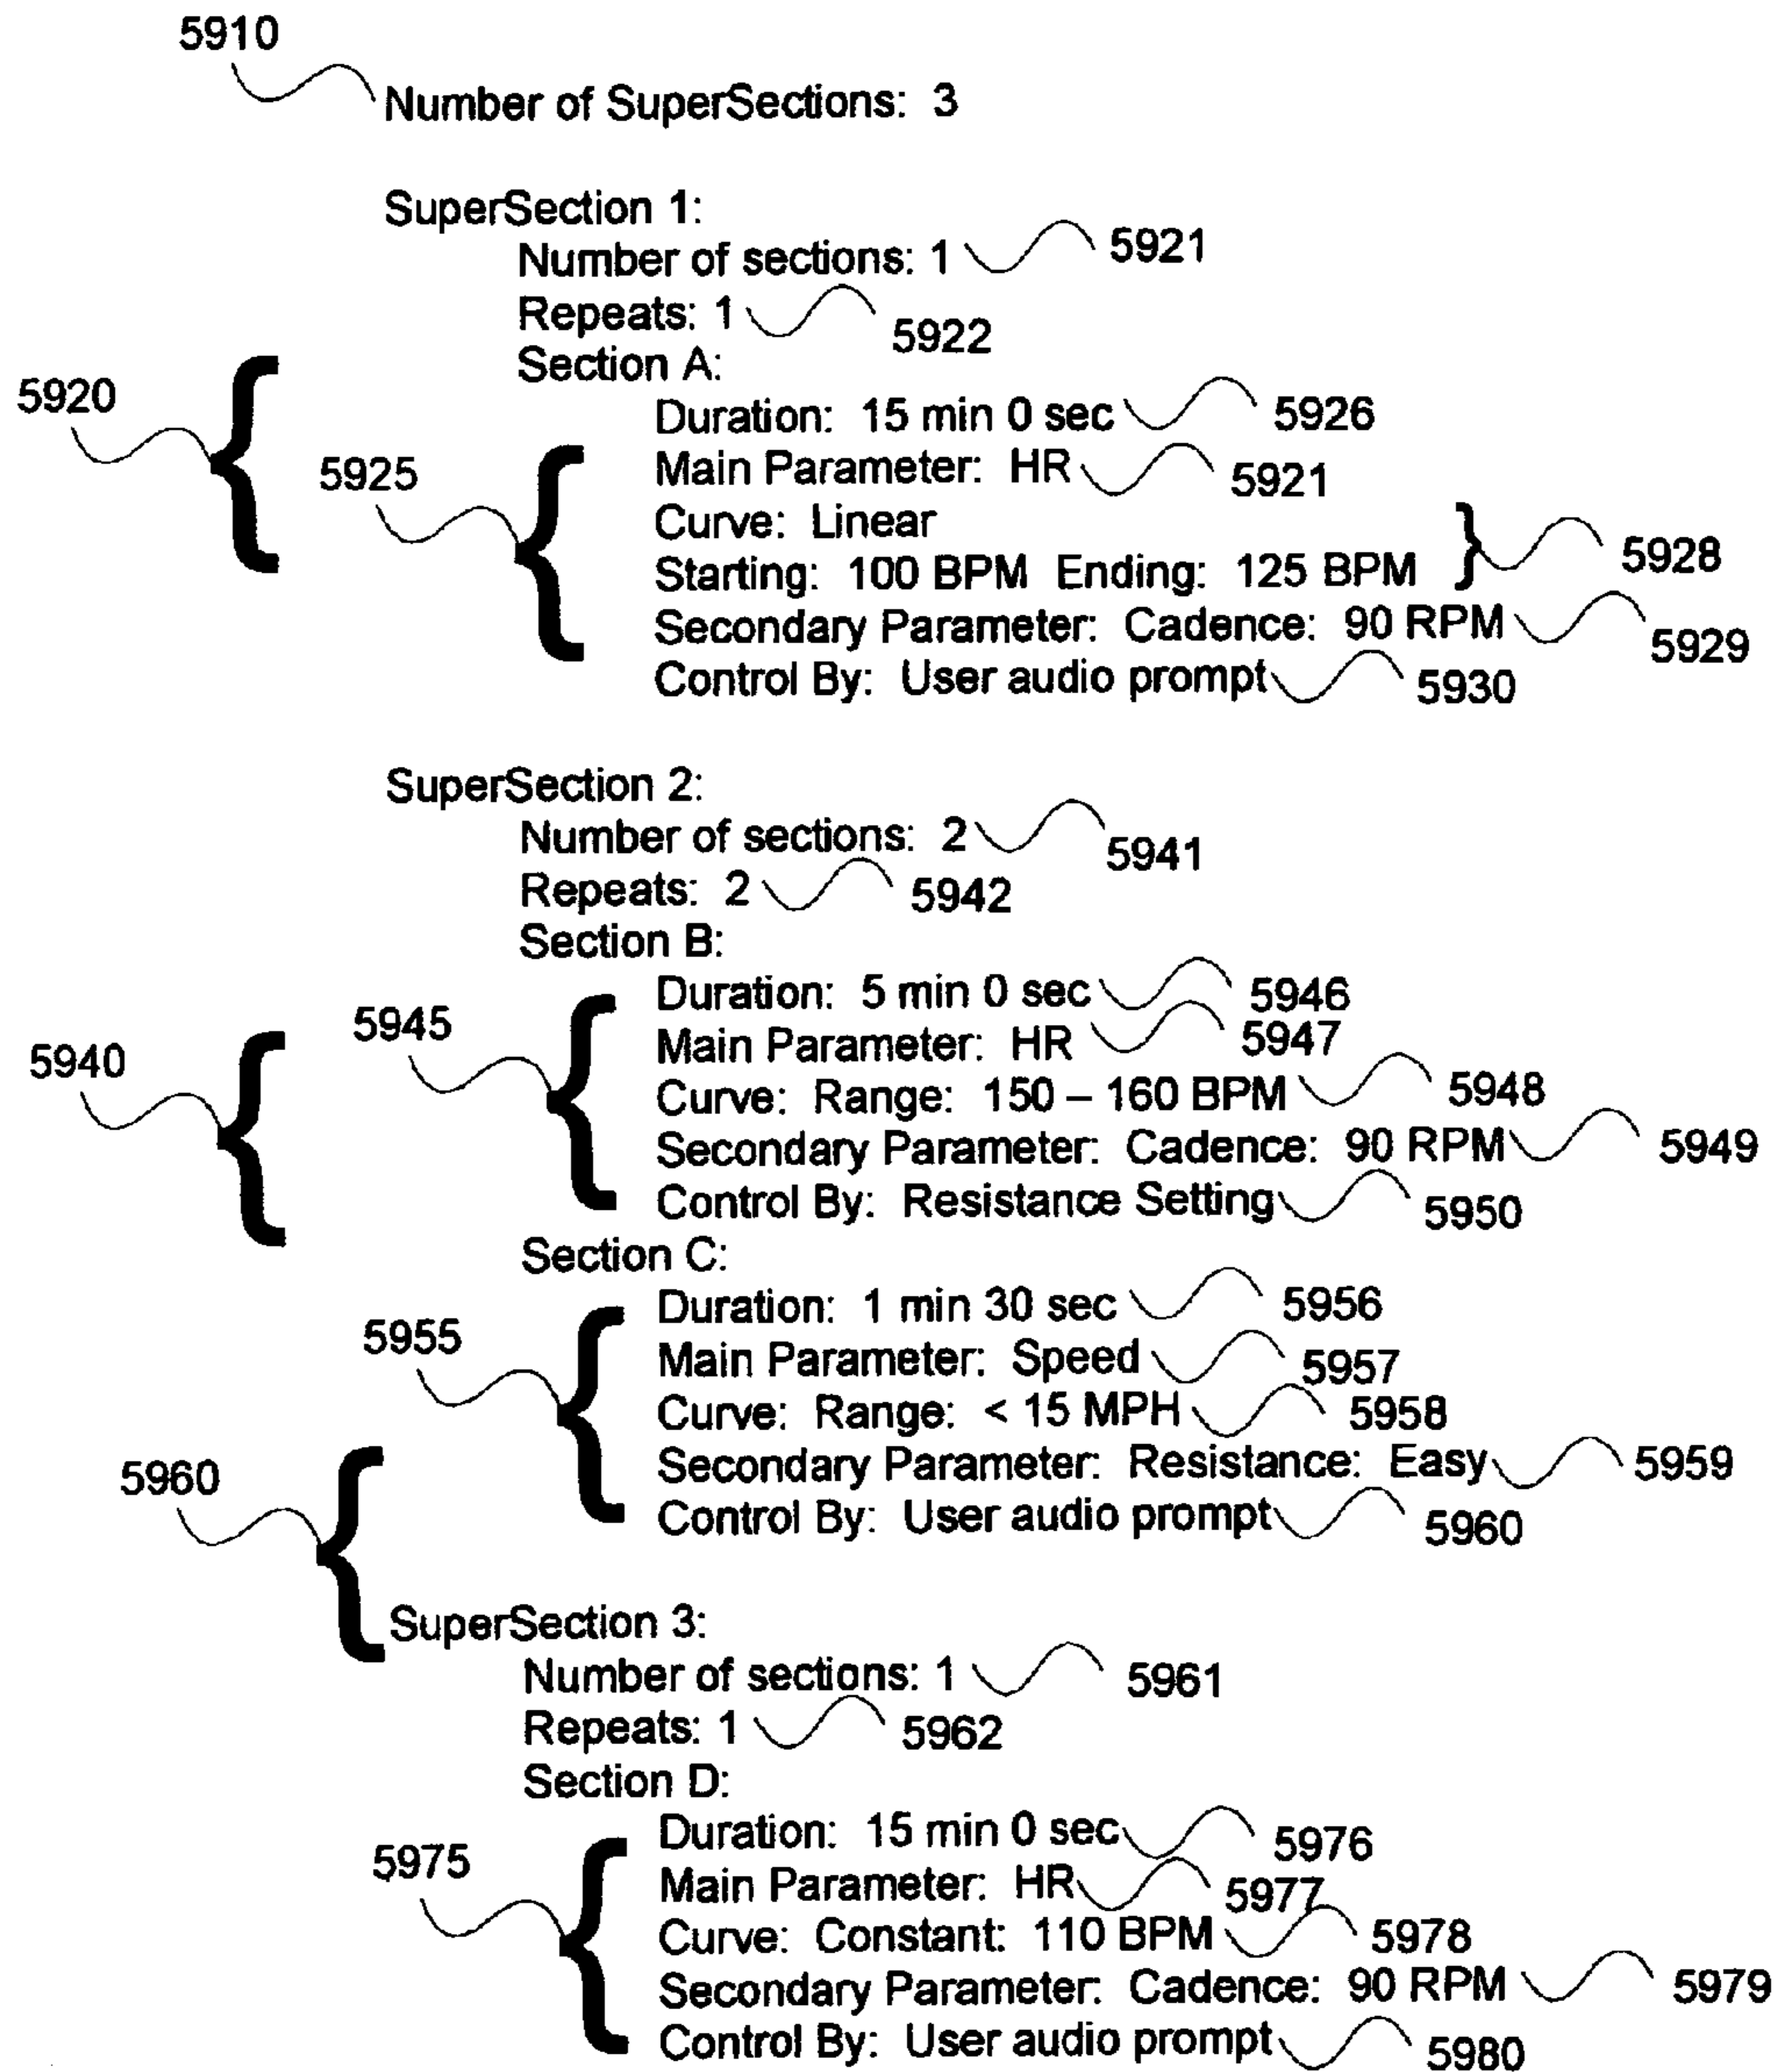 5910
Number of SuperSections: 3
SuperSection 1:
Number of sections: 1 5921
Repeats: 1 5922
Section A:
5920
Duration: 15 min 0 sec 5926
5925 Main Parameter: HR 5921
Curve: Linear
5928
Starting: 100 BPM Ending: 125 BPM
Secondary Parameter: Cadence: 90 RPM 5929
Control By: User audio prompt 5930
SuperSection 2:
Number of sections: 2 5941
Repeats: 2 5942
Section B:
Duration: 5 min 0 sec 5946
5940 5945 Main Parameter: HR 5947
Curve: Range: 150 – 160 BPM 5948
Secondary Parameter: Cadence: 90 RPM 5949
Control By: Resistance Setting 5950
Section C:
Duration: 1 min 30 sec 5956
5955 Main Parameter: Speed 5957
Curve: Range: < 15 MPH 5958
5960 Secondary Parameter: Resistance: Easy 5959
Control By: User audio prompt 5960
SuperSection 3:
Number of sections: 1 5961
Repeats: 1 5962
Section D:
Duration: 15 min 0 sec 5976
5975 Main Parameter: HR 5977
Curve: Constant: 110 BPM 5978
Secondary Parameter: Cadence: 90 RPM 5979
Control By: User audio prompt 5980